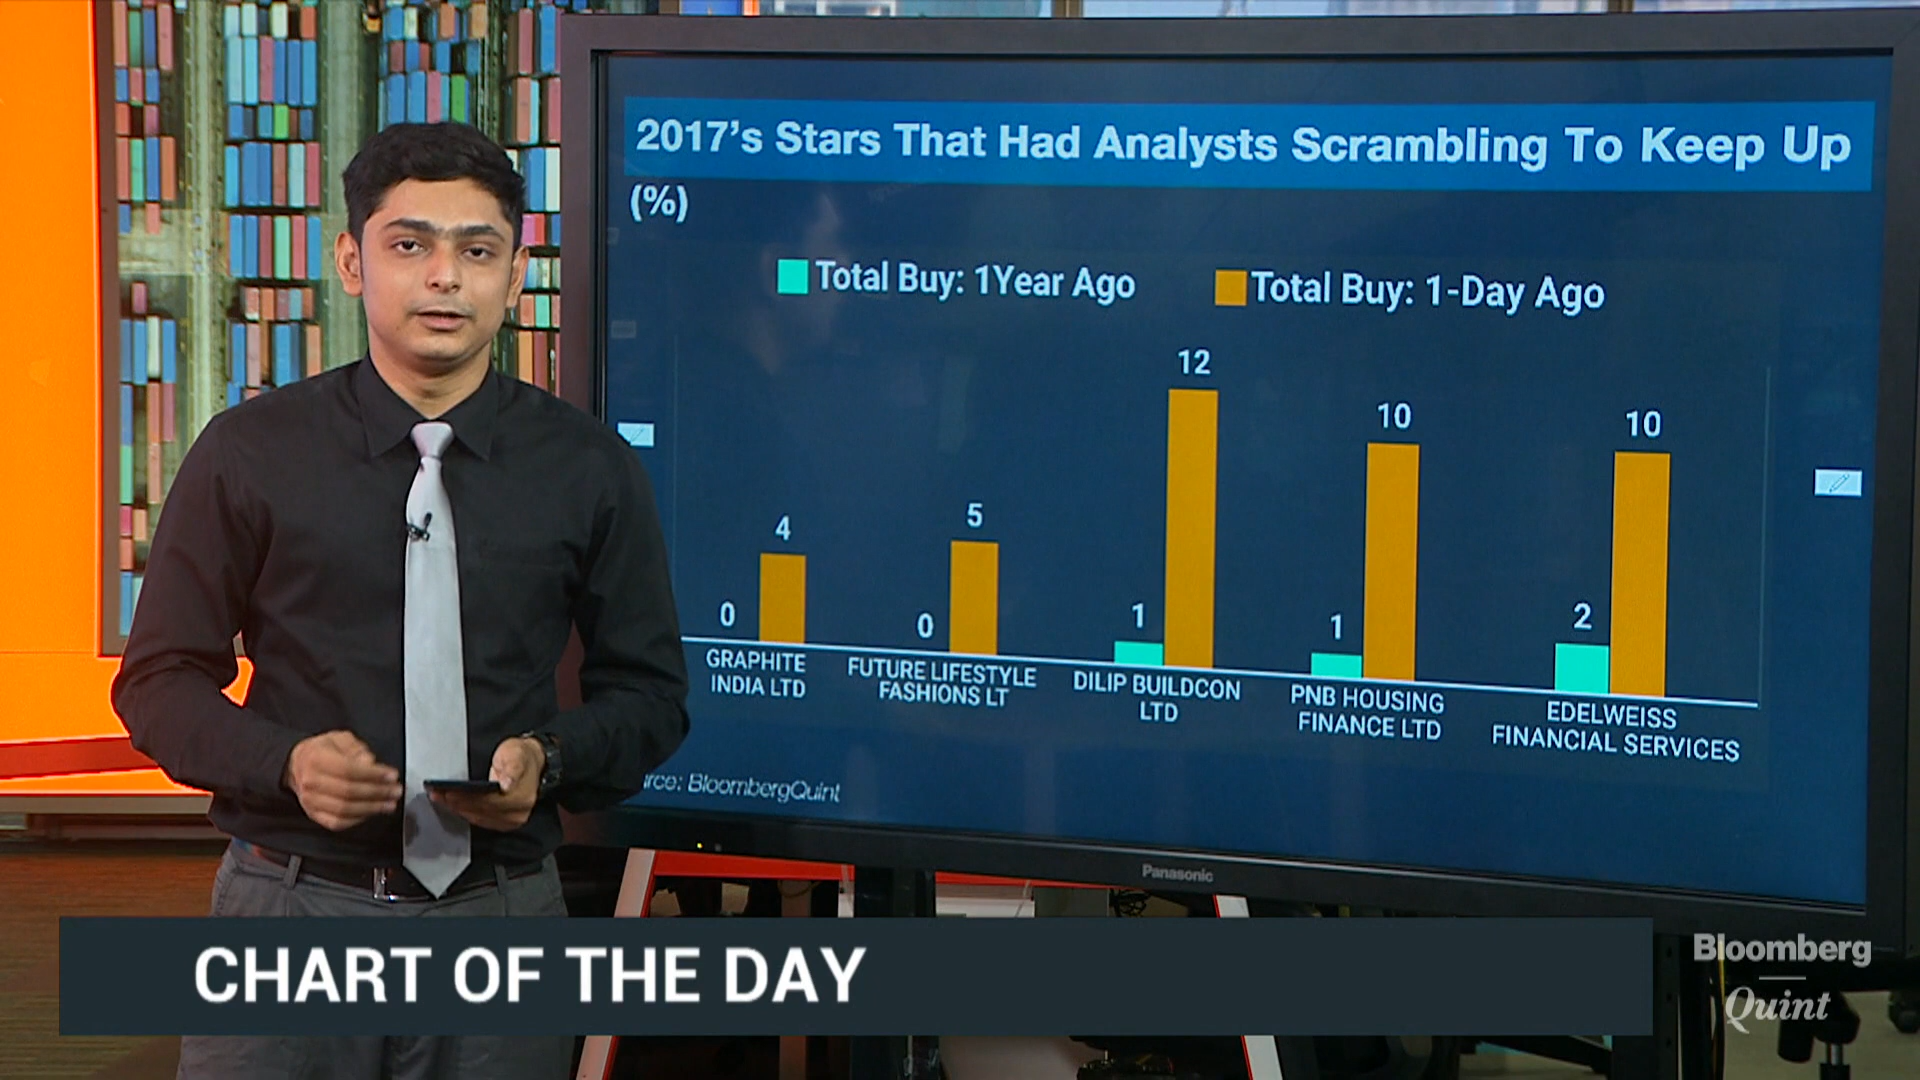 2017's Stars That Had Analysts Scrambling To Keep Up
(%)
Total Buy: 1Year Ago
Total Buy: 1-Day Ago
12
10
10
4
5
0
0
1
1
2
GRAPHITE
INDIA LTD
FUTURE LIFESTYLE
FASHIONS LT
DILIP BUILDCON
LTD
PNB HOUSING
FINANCE LTD
EDELWEISS
FINANCIAL SERVICES
rce: BloombergQuint
Panasonic
CHART OF THE DAY
Bloomberg
Quint